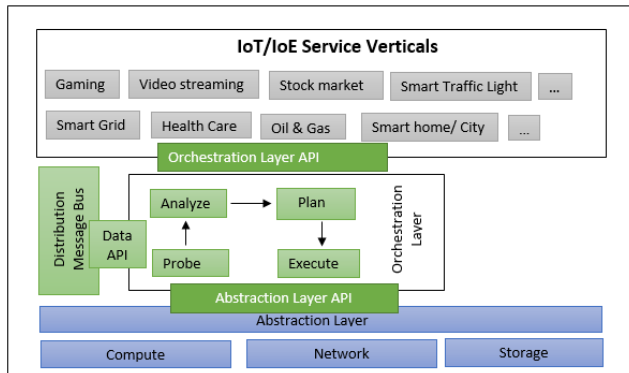 IoT/IoE Service Verticals
Gaming
Video streaming
Stock market
Smart Traffic Light
...
Smart Grid
Health Care
Oil & Gas
Smart home/ City
...
Orchestration Layer API
Distribution
Message Bus
Data
API
Analyze
Plan
Probe
Execute
Orchestration
Layer
Abstraction Layer API
Abstraction Layer
Compute
Network
Storage